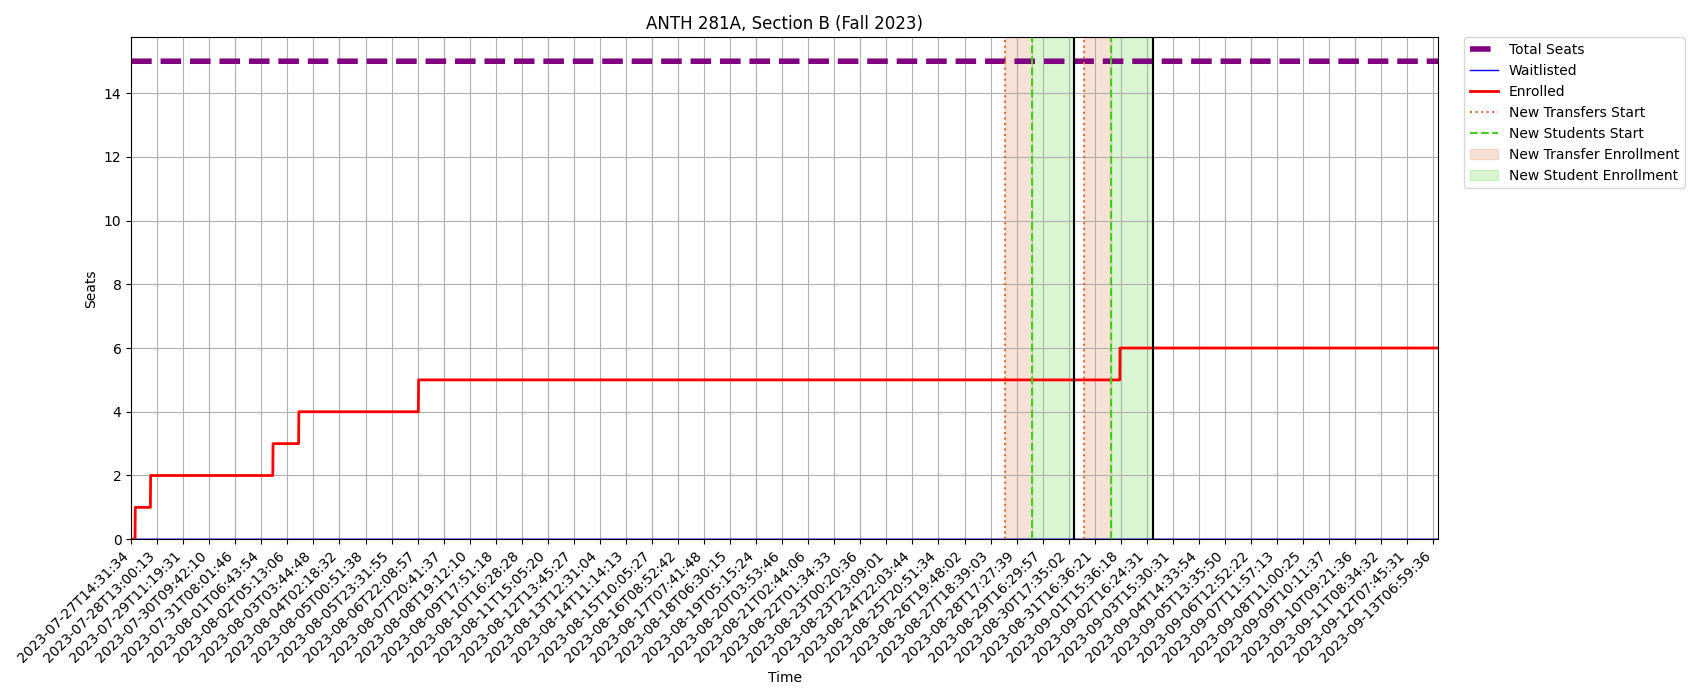 ANTH 281A, Section B (Fall 2023)
Total Seats
Waitlisted
Enrolled
New Transfers Start
New Students Start
New Transfer Enrollment
New Student Enrollment
Seats
14
12
10
8
6
4
2
0
2023-07-27T14:31:34
2023-07-28T13:00:13
2023-07-29T11:19:31
2023-07-30T09:42:10
2023-07-31T08:01:46
2023-08-01T06:43:54
2023-08-02T05:13:06
2023-08-03T03:44:48
2023-08-04T02:18:32
2023-08-05T00:51:38
2023-08-05T23:31:55
2023-08-06T22:08:57
2023-08-07T20:41:37
2023-08-08T19:12:10
2023-08-09T17:51:18
2023-08-10T16:28:28
2023-08-11T15:05:20
2023-08-12T13:45:27
2023-08-13T12:31:04
2023-08-14T11:14:13
2023-08-15T10:05:27
2023-08-16T08:52:42
2023-08-17T07:41:48
2023-08-18T06:30:15
2023-08-19T05:15:24
2023-08-20T03:53:46
2023-08-21T02:44:06
2023-08-22T01:34:33
2023-08-23T00:20:36
2023-08-23T23:09:01
2023-08-24T22:03:44
2023-08-25T20:51:34
2023-08-26T19:48:02
2023-08-27T18:39:03
2023-08-28T17:27:39
2023-08-29T16:29:57
2023-08-30T17:35:02
2023-08-31T16:36:21
2023-09-01T15:36:18
2023-09-02T16:24:31
2023-09-03T15:30:31
2023-09-04T14:33:54
2023-09-05T13:35:50
2023-09-06T12:52:22
2023-09-07T11:57:13
2023-09-08T11:00:25
2023-09-09T10:11:37
2023-09-10T09:21:36
2023-09-11T08:34:32
2023-09-12T07:45:31
2023-09-13T06:59:36
Time